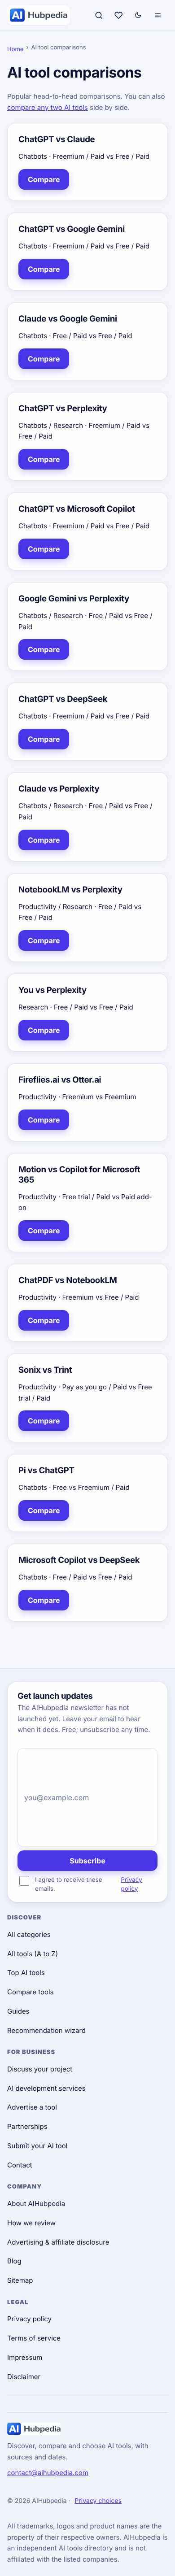 AI Hubpedia
Home › AI tool comparisons
AI tool comparisons
Popular head-to-head comparisons. You can also
compare any two AI tools side by side.
ChatGPT vs Claude
Chatbots · Freemium / Paid vs Free / Paid
Compare
ChatGPT vs Google Gemini
Chatbots · Freemium / Paid vs Free / Paid
Compare
Claude vs Google Gemini
Chatbots · Free / Paid vs Free / Paid
Compare
ChatGPT vs Perplexity
Chatbots / Research · Freemium / Paid vs
Free / Paid
Compare
ChatGPT vs Microsoft Copilot
Chatbots · Freemium / Paid vs Free / Paid
Compare
Google Gemini vs Perplexity
Chatbots / Research · Free / Paid vs Free /
Paid
Compare
ChatGPT vs DeepSeek
Chatbots · Freemium / Paid vs Free / Paid
Compare
Claude vs Perplexity
Chatbots / Research · Free / Paid vs Free /
Paid
Compare
NotebookLM vs Perplexity
Productivity / Research · Free / Paid vs
Free / Paid
Compare
You vs Perplexity
Research · Free / Paid vs Free / Paid
Compare
Fireflies.ai vs Otter.ai
Productivity · Freemium vs Freemium
Compare
Motion vs Copilot for Microsoft
365
Productivity · Free trial / Paid vs Paid add-
on
Compare
ChatPDF vs NotebookLM
Productivity · Freemium vs Free / Paid
Compare
Sonix vs Trint
Productivity · Pay as you go / Paid vs Free
trial / Paid
Compare
Pi vs ChatGPT
Chatbots · Free vs Freemium / Paid
Compare
Microsoft Copilot vs DeepSeek
Chatbots · Free / Paid vs Free / Paid
Compare
Get launch updates
The AIHubpedia newsletter has not
launched yet. Leave your email to hear
when it does. Free; unsubscribe any time.
you@example.com
Subscribe
I agree to receive these
emails.
Privacy
policy
DISCOVER
All categories
All tools (A to Z)
Top AI tools
Compare tools
Guides
Recommendation wizard
FOR BUSINESS
Discuss your project
AI development services
Advertise a tool
Partnerships
Submit your AI tool
Contact
COMPANY
About AIHubpedia
How we review
Advertising & affiliate disclosure
Blog
Sitemap
LEGAL
Privacy policy
Terms of service
Impressum
Disclaimer
AI Hubpedia
Discover, compare and choose AI tools, with
sources and dates.
contact@aihubpedia.com
© 2026 AIHubpedia · Privacy choices
All trademarks, logos and product names are the
property of their respective owners. AIHubpedia is
an independent AI tools directory and is not
affiliated with the listed companies.